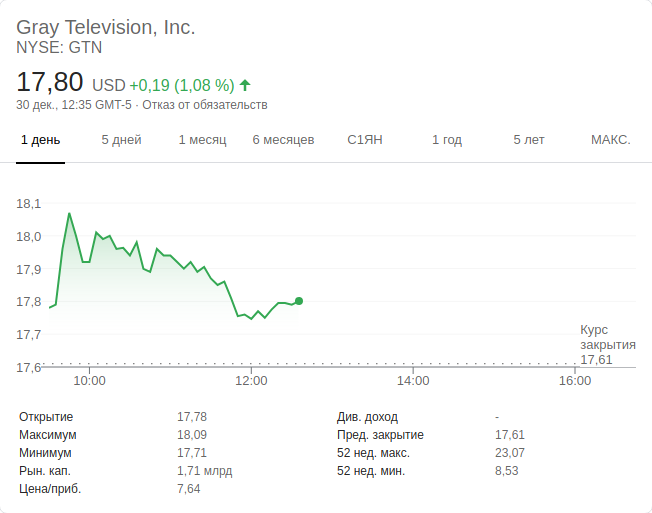 Gray Television, Inc.
NYSE: GTN
17,80 USD +0,19 (1,08 %)
30 дек., 12:35 GMT-5 · Отказ от обязательств
1 день 5 дней 1 месяц 6 месяцев С1ЯН 1 год 5 лет МАКС.
18,1
18,0
17,9
17,8
17,7
17,6
Курс
закрытия
17,61
10:00 12:00 14:00 16:00
Открытие 17,78 Див. доход -
Максимум 18,09 Пред. закрытие 17,61
Минимум 17,71 52 нед. макс. 23,07
Рын. кап. 1,71 млрд 52 нед. мин. 8,53
Цена/приб. 7,64